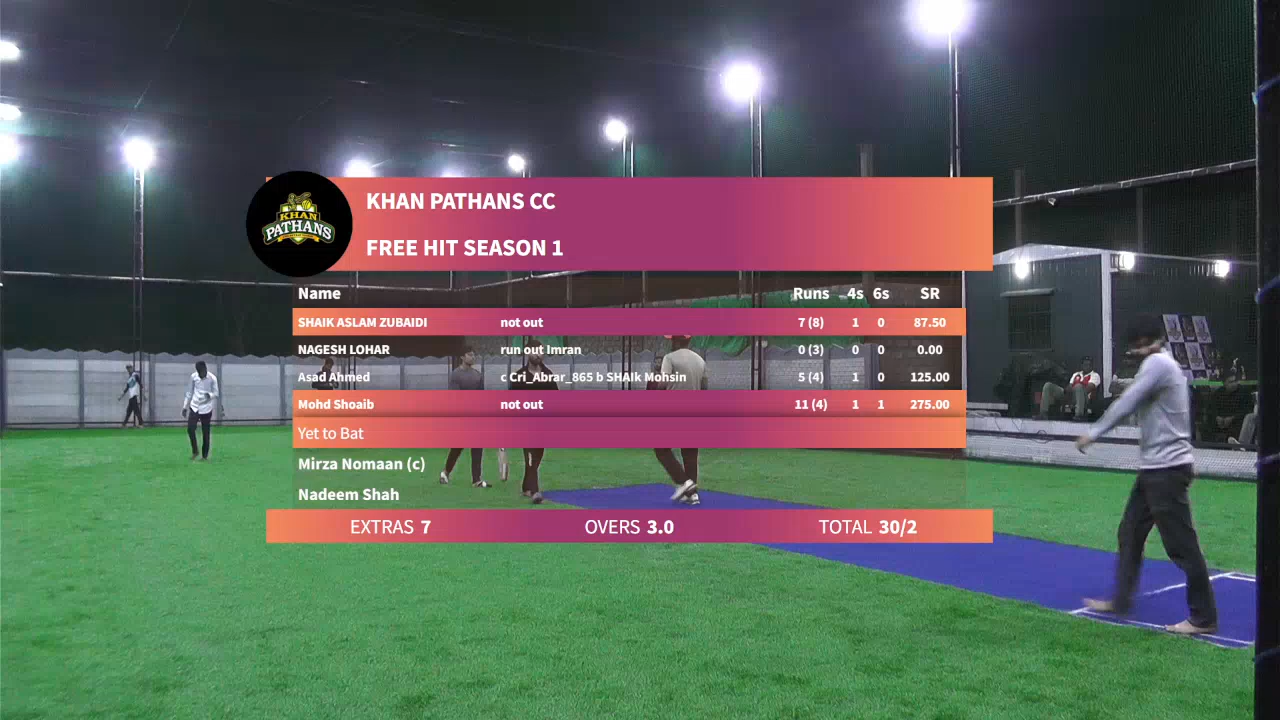 KHAN PATHANS CC
KHAN
PATHANS
FREE HIT SEASON 1
Name Runs 4s 6s SR
SHAIK ASLAM ZUBAIDI not out 7 (8) 1 0 87.50
NAGESH LOHAR run out Imran 0 (3) 0 0 0.00
Asad Ahmed c Cri_Abrar_865 b SHAIk Mohsin 5 (4) 1 0 125.00
Mohd Shoaib not out 11 (4) 1 1 275.00
Yet to Bat
Mirza Nomaan (c)
Nadeem Shah
EXTRAS 7 OVERS 3.0 TOTAL 30/2